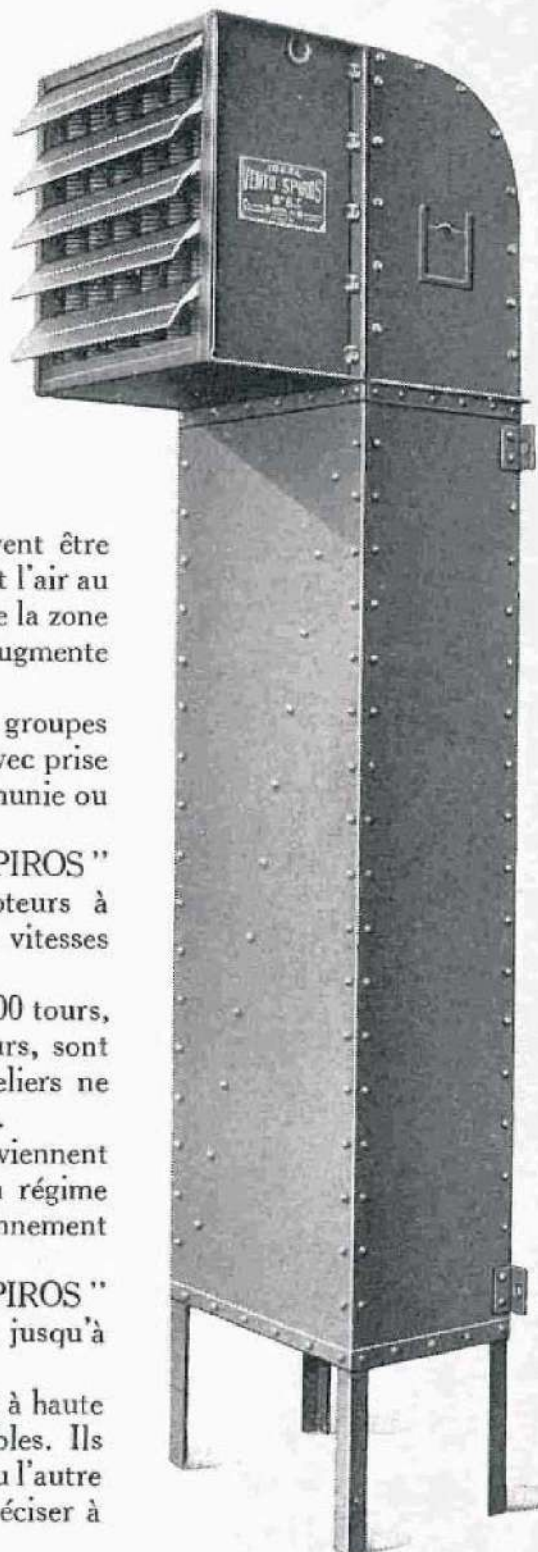 IDEAL
VENTO SPIROS
vent être
t l'air au
e la zone
ugmente
groupes
vec prise
nunie ou
PIROS "
oteurs à
vitesses
00 tours,
urs, sont
eliers ne
.
viennent
n régime
nnement
PIROS "
jusqu'à
à haute
bles. Ils
u l'autre
éciser à